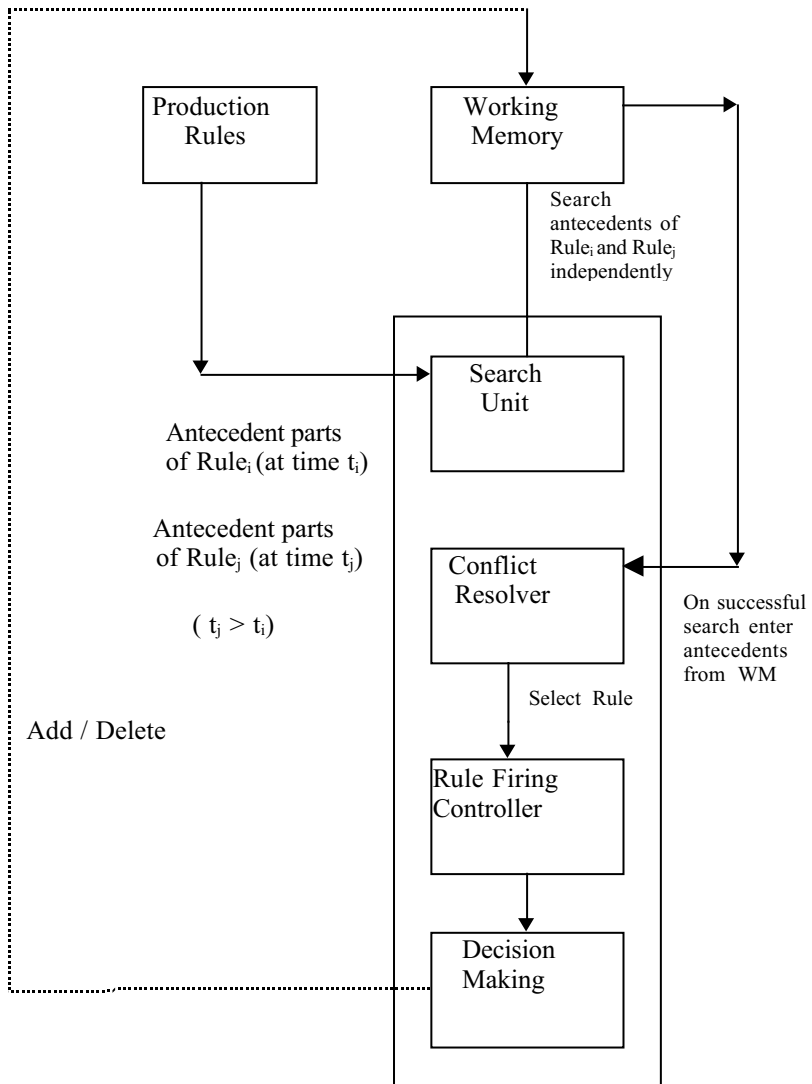 Production
Rules
Working
Memory
Search
antecedents of
Ruleᵢ and Ruleⱼ
independently
Search
Unit
Antecedent parts
of Ruleᵢ (at time tᵢ)
Antecedent parts
of Ruleⱼ (at time tⱼ)
( tⱼ > tᵢ)
Conflict
Resolver
On successful
search enter
antecedents
from WM
Select Rule
Add / Delete
Rule Firing
Controller
Decision
Making